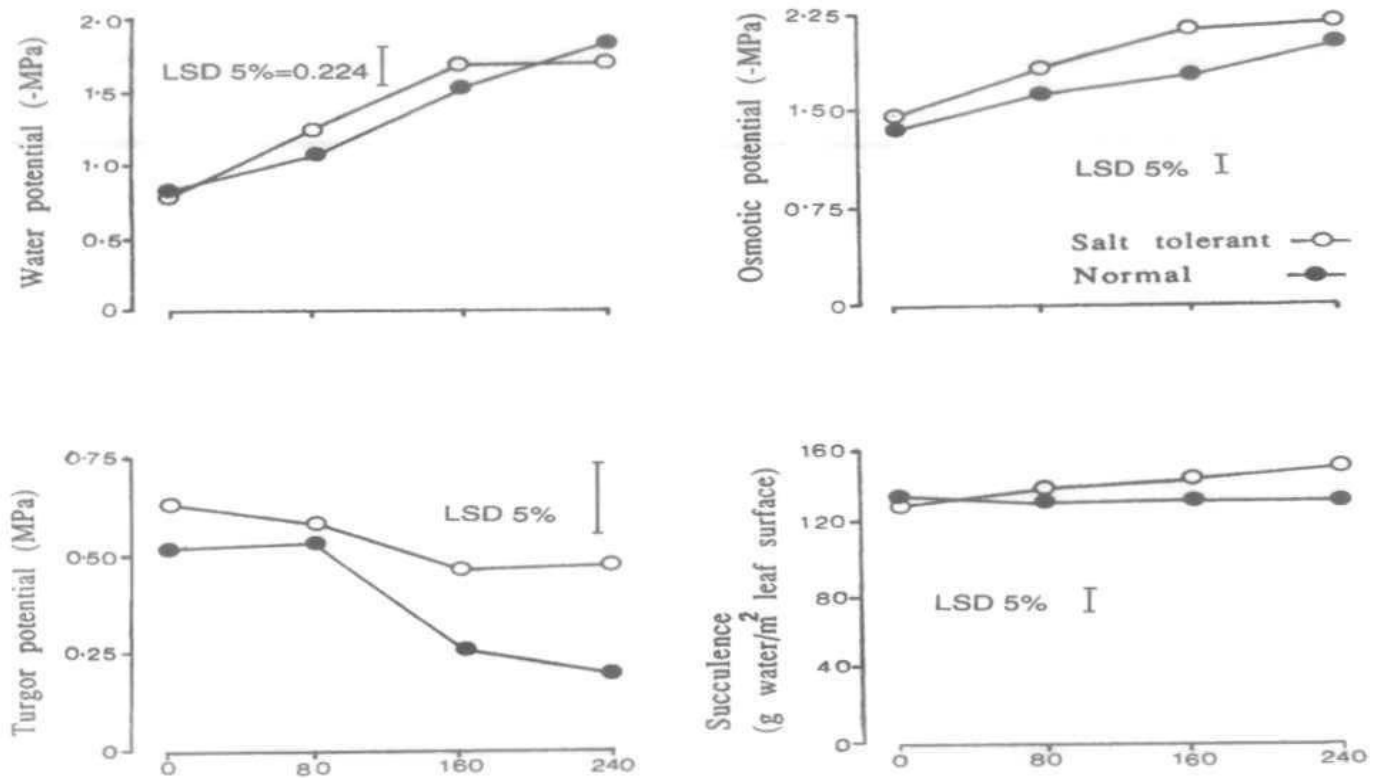 Water potential (-MPa)
2·0
1·5
1·0
0·5
0
LSD 5%=0.224
Osmotic potential (-MPa)
2·25
1·50
0·75
0
LSD 5%
Salt tolerant
Normal
Turgor potential (MPa)
0·75
0·50
0·25
0
LSD 5%
0 80 160 240
Succulence
(g water/m² leaf surface)
160
120
80
40
0
LSD 5%
0 80 160 240